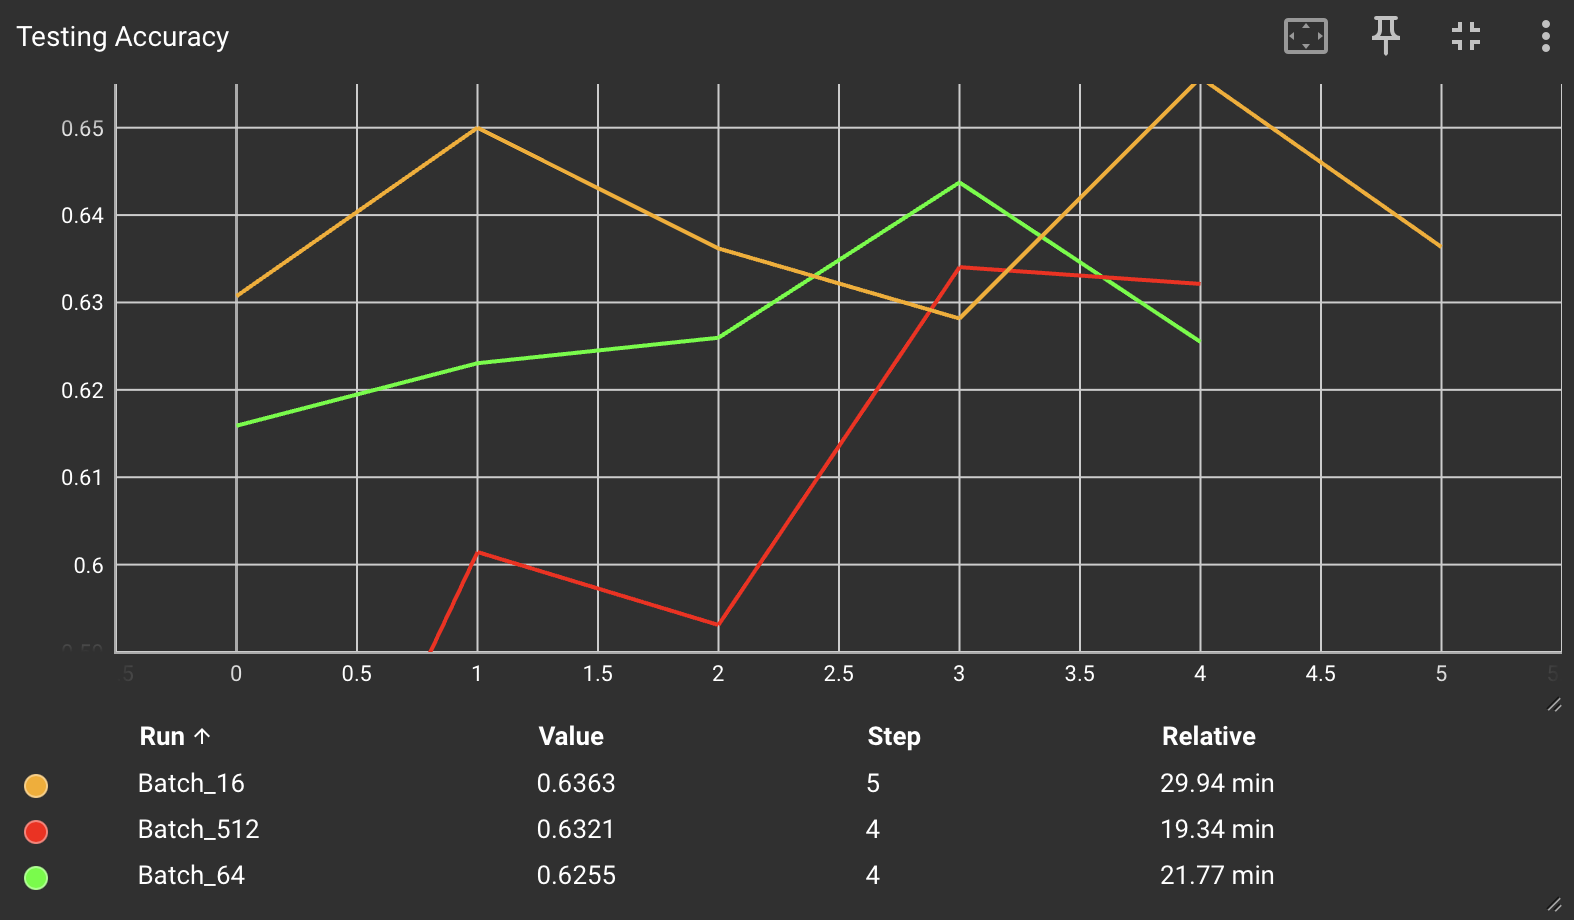 Testing Accuracy
0.65
0.64
0.63
0.62
0.61
0.6
0 0.5 1 1.5 2 2.5 3 3.5 4 4.5 5
Run ↑ Value Step Relative
Batch_16 0.6363 5 29.94 min
Batch_512 0.6321 4 19.34 min
Batch_64 0.6255 4 21.77 min